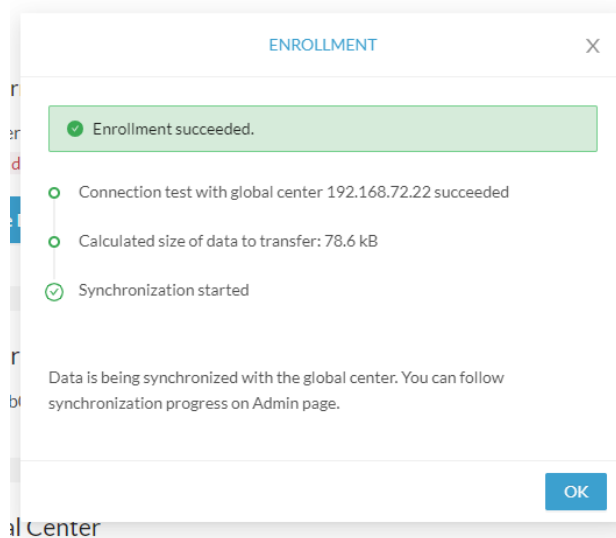 ENROLLMENT
X
Enrollment succeeded.
Connection test with global center 192.168.72.22 succeeded
Calculated size of data to transfer: 78.6 kB
Synchronization started
Data is being synchronized with the global center. You can follow
synchronization progress on Admin page.
OK
al Center